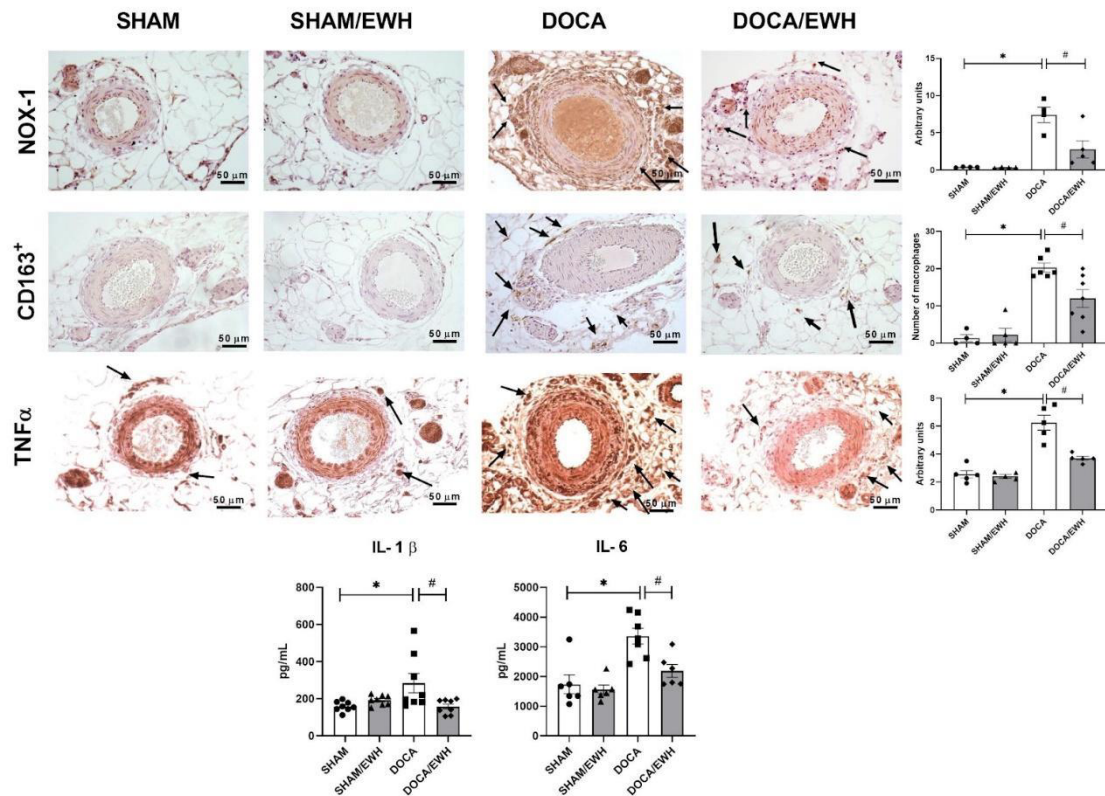 SHAM SHAM/EWH DOCA DOCA/EWH
NOX-1
50 μm 50 μm 50 μm 50 μm
Arbitrary units
15
10
5
0
* #
SHAM SHAM/EWH DOCA DOCA/EWH
CD163+
50 μm 50 μm 50 μm 50 μm
Number of macrophages
30
20
10
0
* #
SHAM SHAM/EWH DOCA DOCA/EWH
TNFα
50 μm 50 μm 50 μm 50 μm
Arbitrary units
8
6
4
2
0
* #
SHAM SHAM/EWH DOCA DOCA/EWH
IL- 1 β
pg/mL
800
600
400
200
0
* #
SHAM SHAM/EWH DOCA DOCA/EWH
IL- 6
pg/mL
5000
4000
3000
2000
1000
0
* #
SHAM SHAM/EWH DOCA DOCA/EWH